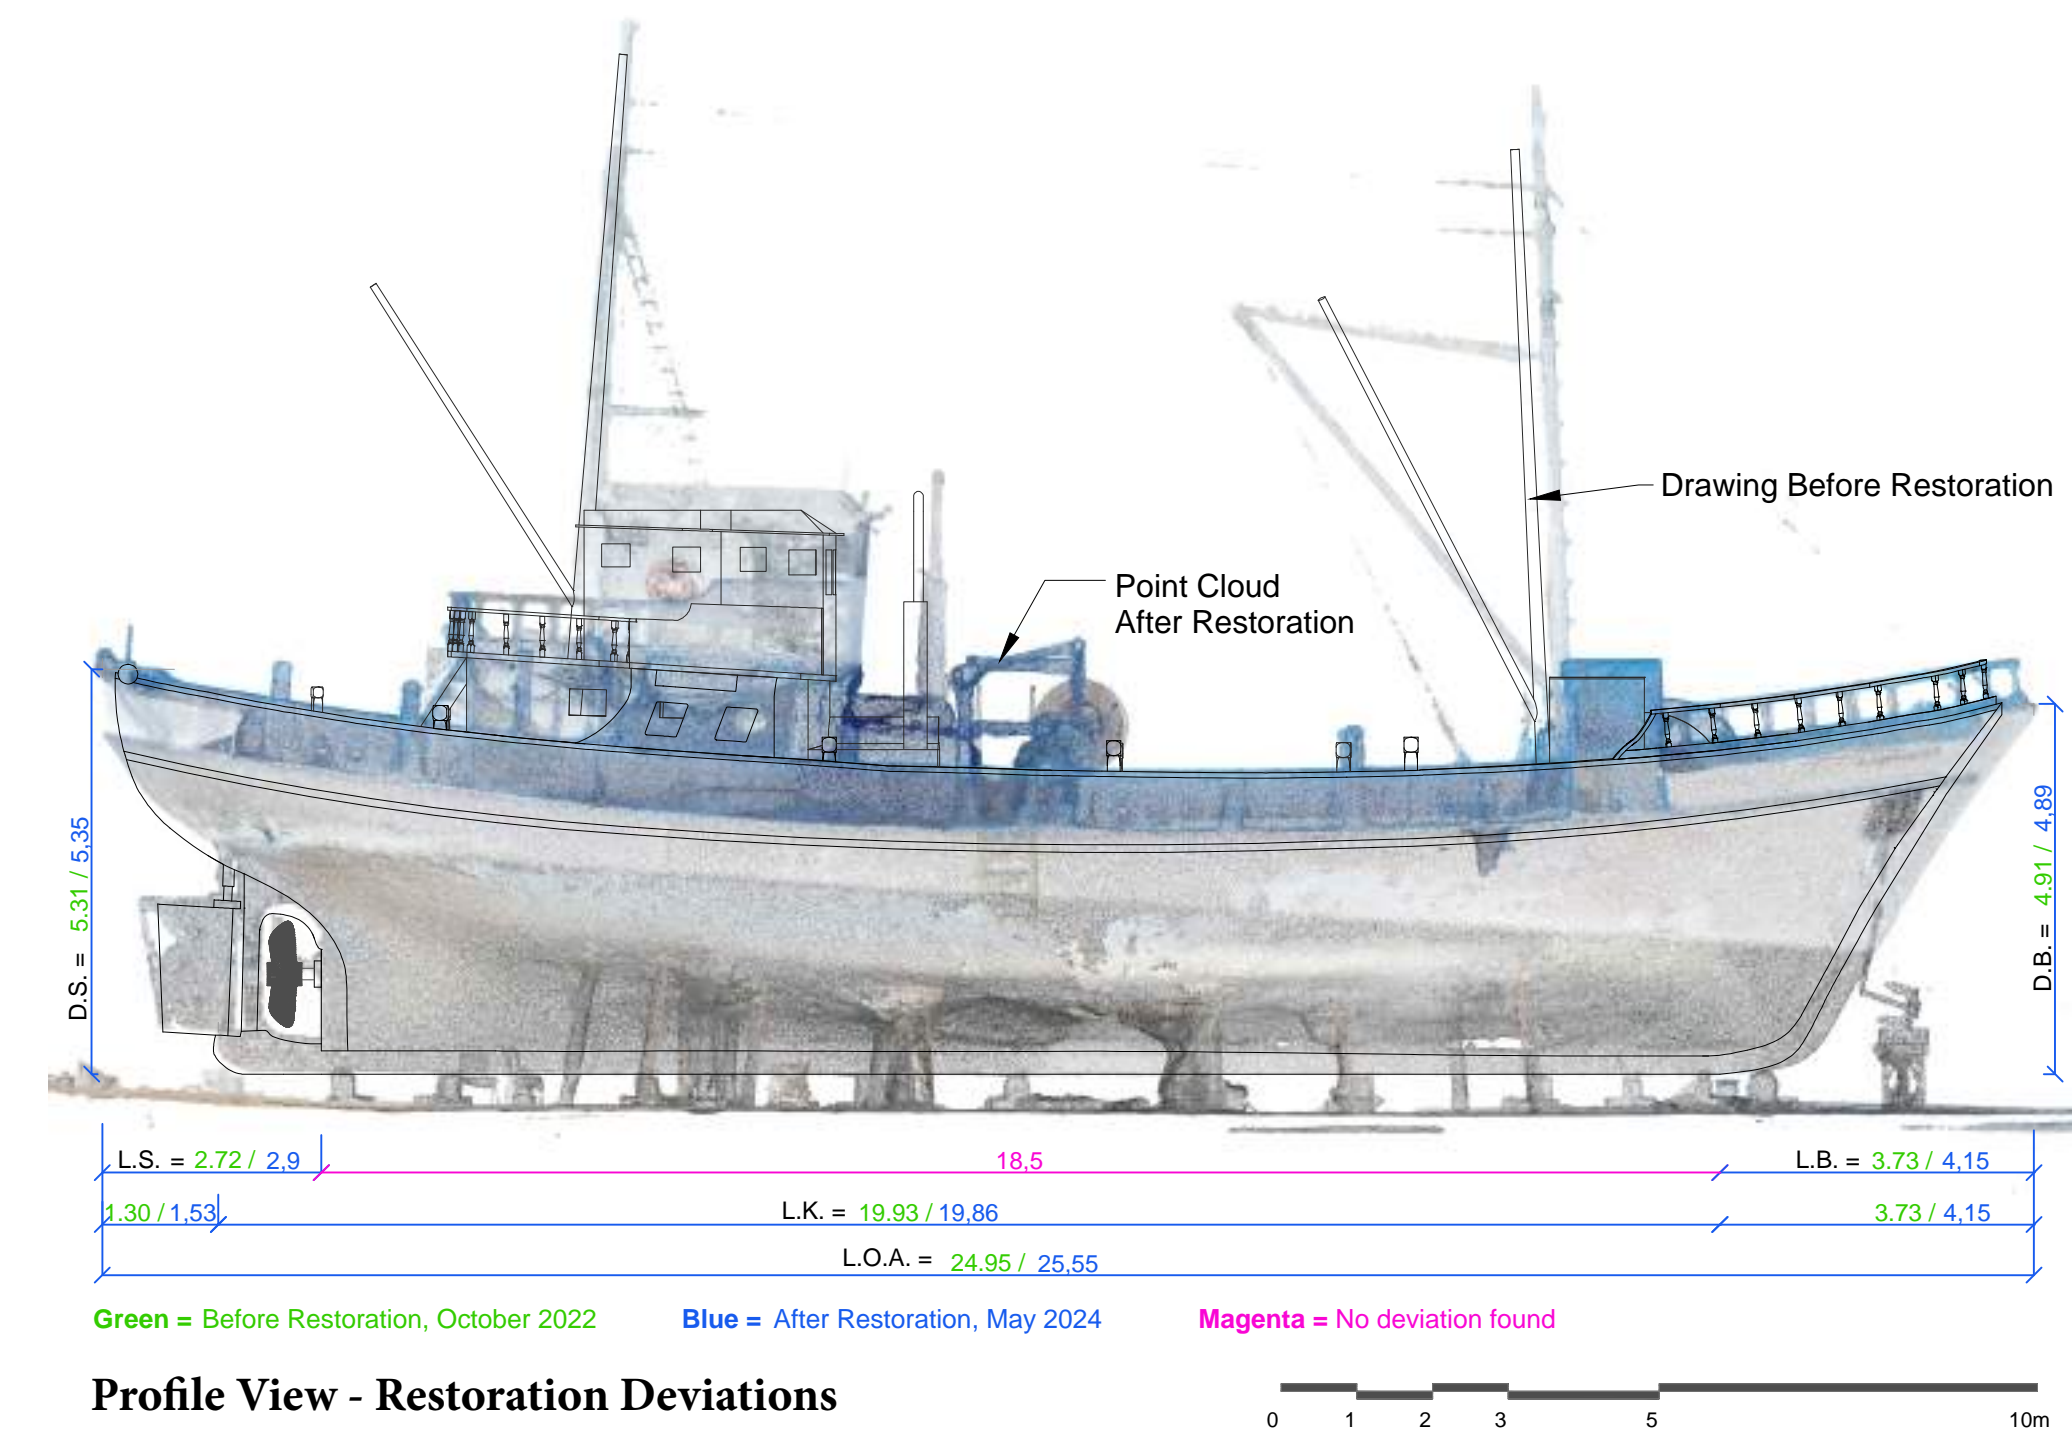 Drawing Before Restoration
Point Cloud
After Restoration
D.S. = 5.31 / 5,35
D.B. = 4.91 / 4,89
L.S. = 2.72 / 2,9
18,5
L.B. = 3.73 / 4,15
1.30 / 1,53
L.K. = 19.93 / 19,86
3.73 / 4,15
L.O.A. = 24.95 / 25,55
Green = Before Restoration, October 2022
Blue = After Restoration, May 2024
Magenta = No deviation found
Profile View - Restoration Deviations
0 1 2 3 5 10m